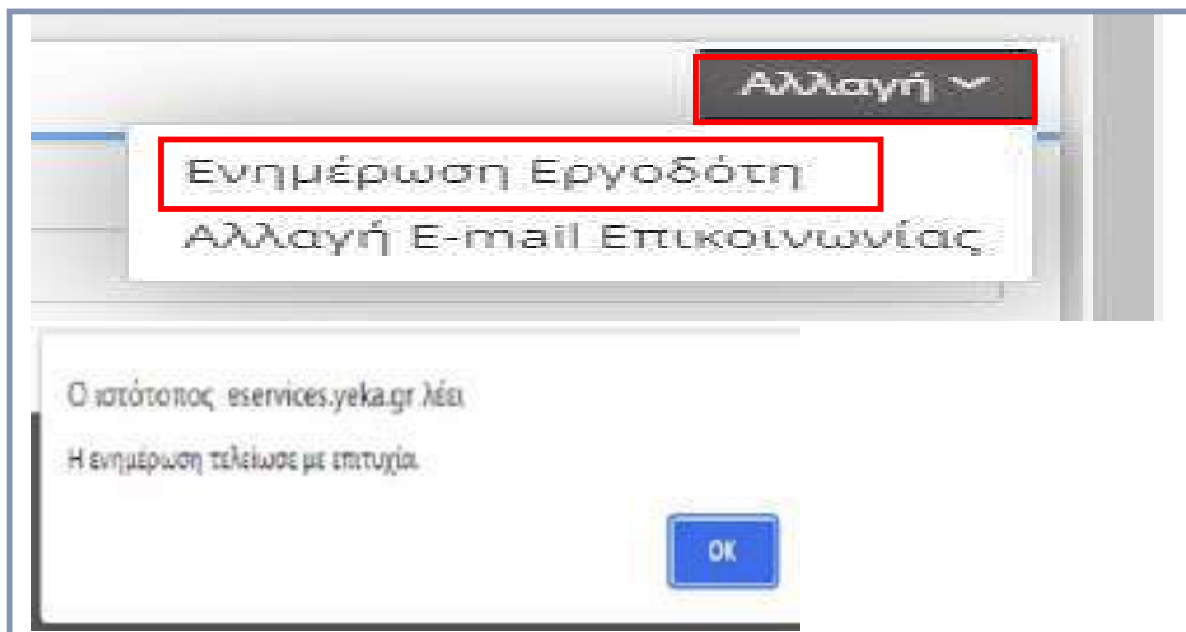 Αλλαγή
Ενημέρωση Εργοδότη
Αλλαγή E-mail Επικοινωνίας
Ο ιστότοπος eservices.yeka.gr λέει
Η ενημέρωση τελείωσε με επιτυχία.
OK